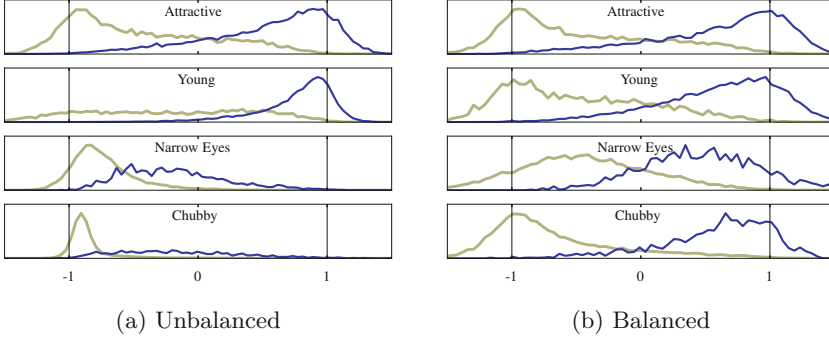 Attractive
Young
Narrow Eyes
Chubby
-1 0 1
(a) Unbalanced
Attractive
Young
Narrow Eyes
Chubby
-1 0 1
(b) Balanced